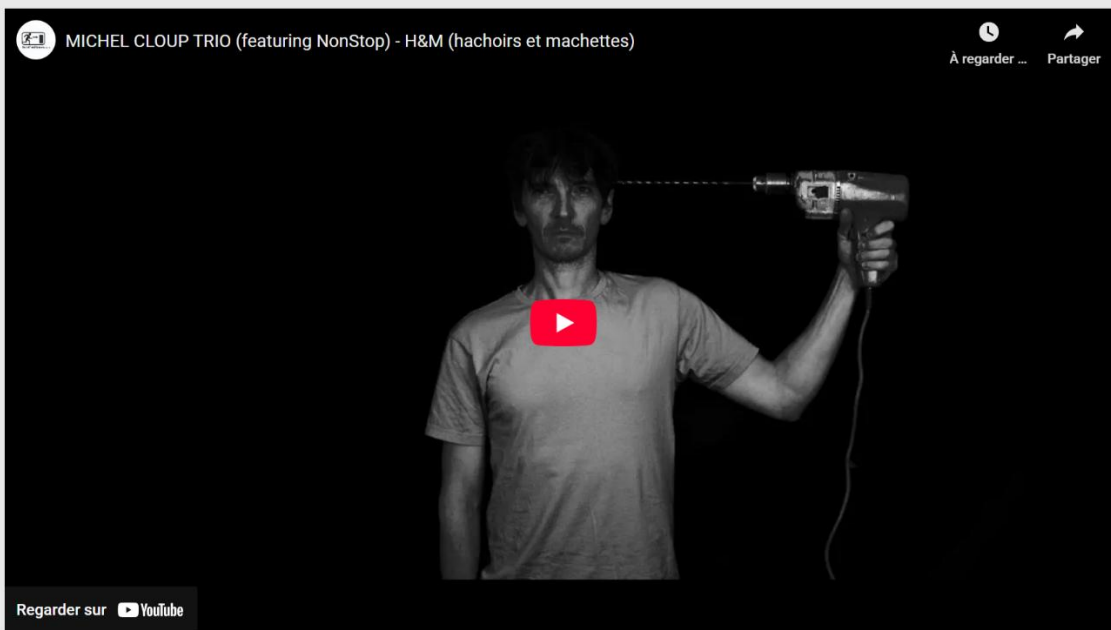 MICHEL CLOUP TRIO (featuring NonStop) - H&M (hachoirs et machettes)
À regarder ...
Partager
Regarder sur YouTube